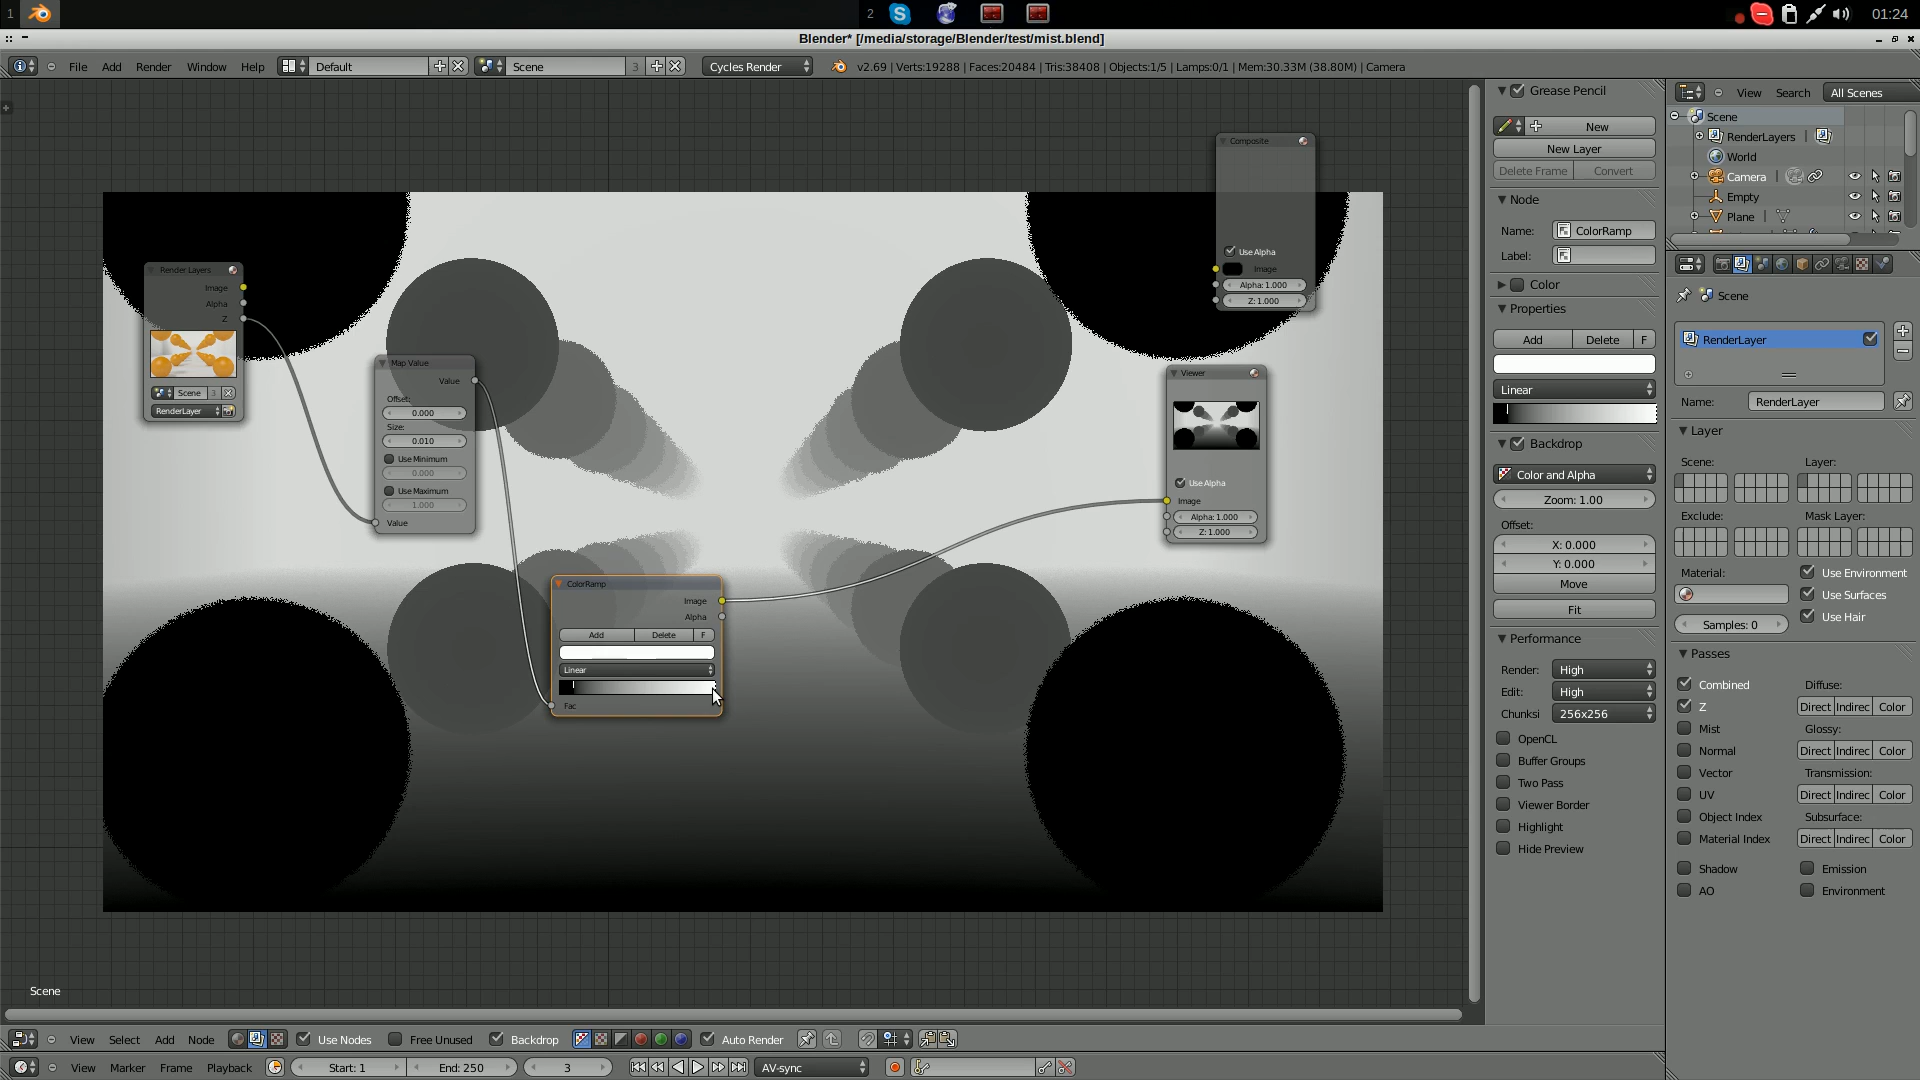 1
2
01:24
Blender* [/media/storage/Blender/test/mist.blend]
File Add Render Window Help Default Scene 3 Cycles Render v2.69 | Verts:19288 | Faces:20484 | Tris:38408 | Objects:1/5 | Lamps:0/1 | Mem:30.33M (38.80M) | Camera
Composite
Use Alpha
Image
Alpha: 1.000
Z: 1.000
Render Layers
Image
Alpha
Z
Scene 3
RenderLayer
Map Value
Value
Offset:
0.000
Size:
0.010
Use Minimum
0.000
Use Maximum
1.000
Value
Viewer
Use Alpha
Image
Alpha: 1.000
Z: 1.000
ColorRamp
Image
Alpha
Add Delete F
Linear
Fac
Scene
Grease Pencil
New
New Layer
Delete Frame Convert
Node
Name: ColorRamp
Label:
Color
Properties
Add Delete F
Linear
Backdrop
Color and Alpha
Zoom: 1.00
Offset:
X: 0.000
Y: 0.000
Move
Fit
Performance
Render: High
Edit: High
Chunksi 256x256
OpenCL
Buffer Groups
Two Pass
Viewer Border
Highlight
Hide Preview
View Search All Scenes
Scene
RenderLayers |
World
Camera |
Empty
Plane |
Scene
RenderLayer
Name: RenderLayer
Layer
Scene: Layer:
Exclude: Mask Layer:
Material: Use Environment
Use Surfaces
Samples: 0 Use Hair
Passes
Combined Diffuse:
Z Direct Indirec Color
Mist Glossy:
Normal Direct Indirec Color
Vector Transmission:
UV Direct Indirec Color
Object Index Subsurface:
Material Index Direct Indirec Color
Shadow Emission
AO Environment
View Select Add Node Use Nodes Free Unused Backdrop Auto Render
View Marker Frame Playback Start: 1 End: 250 3 AV-sync